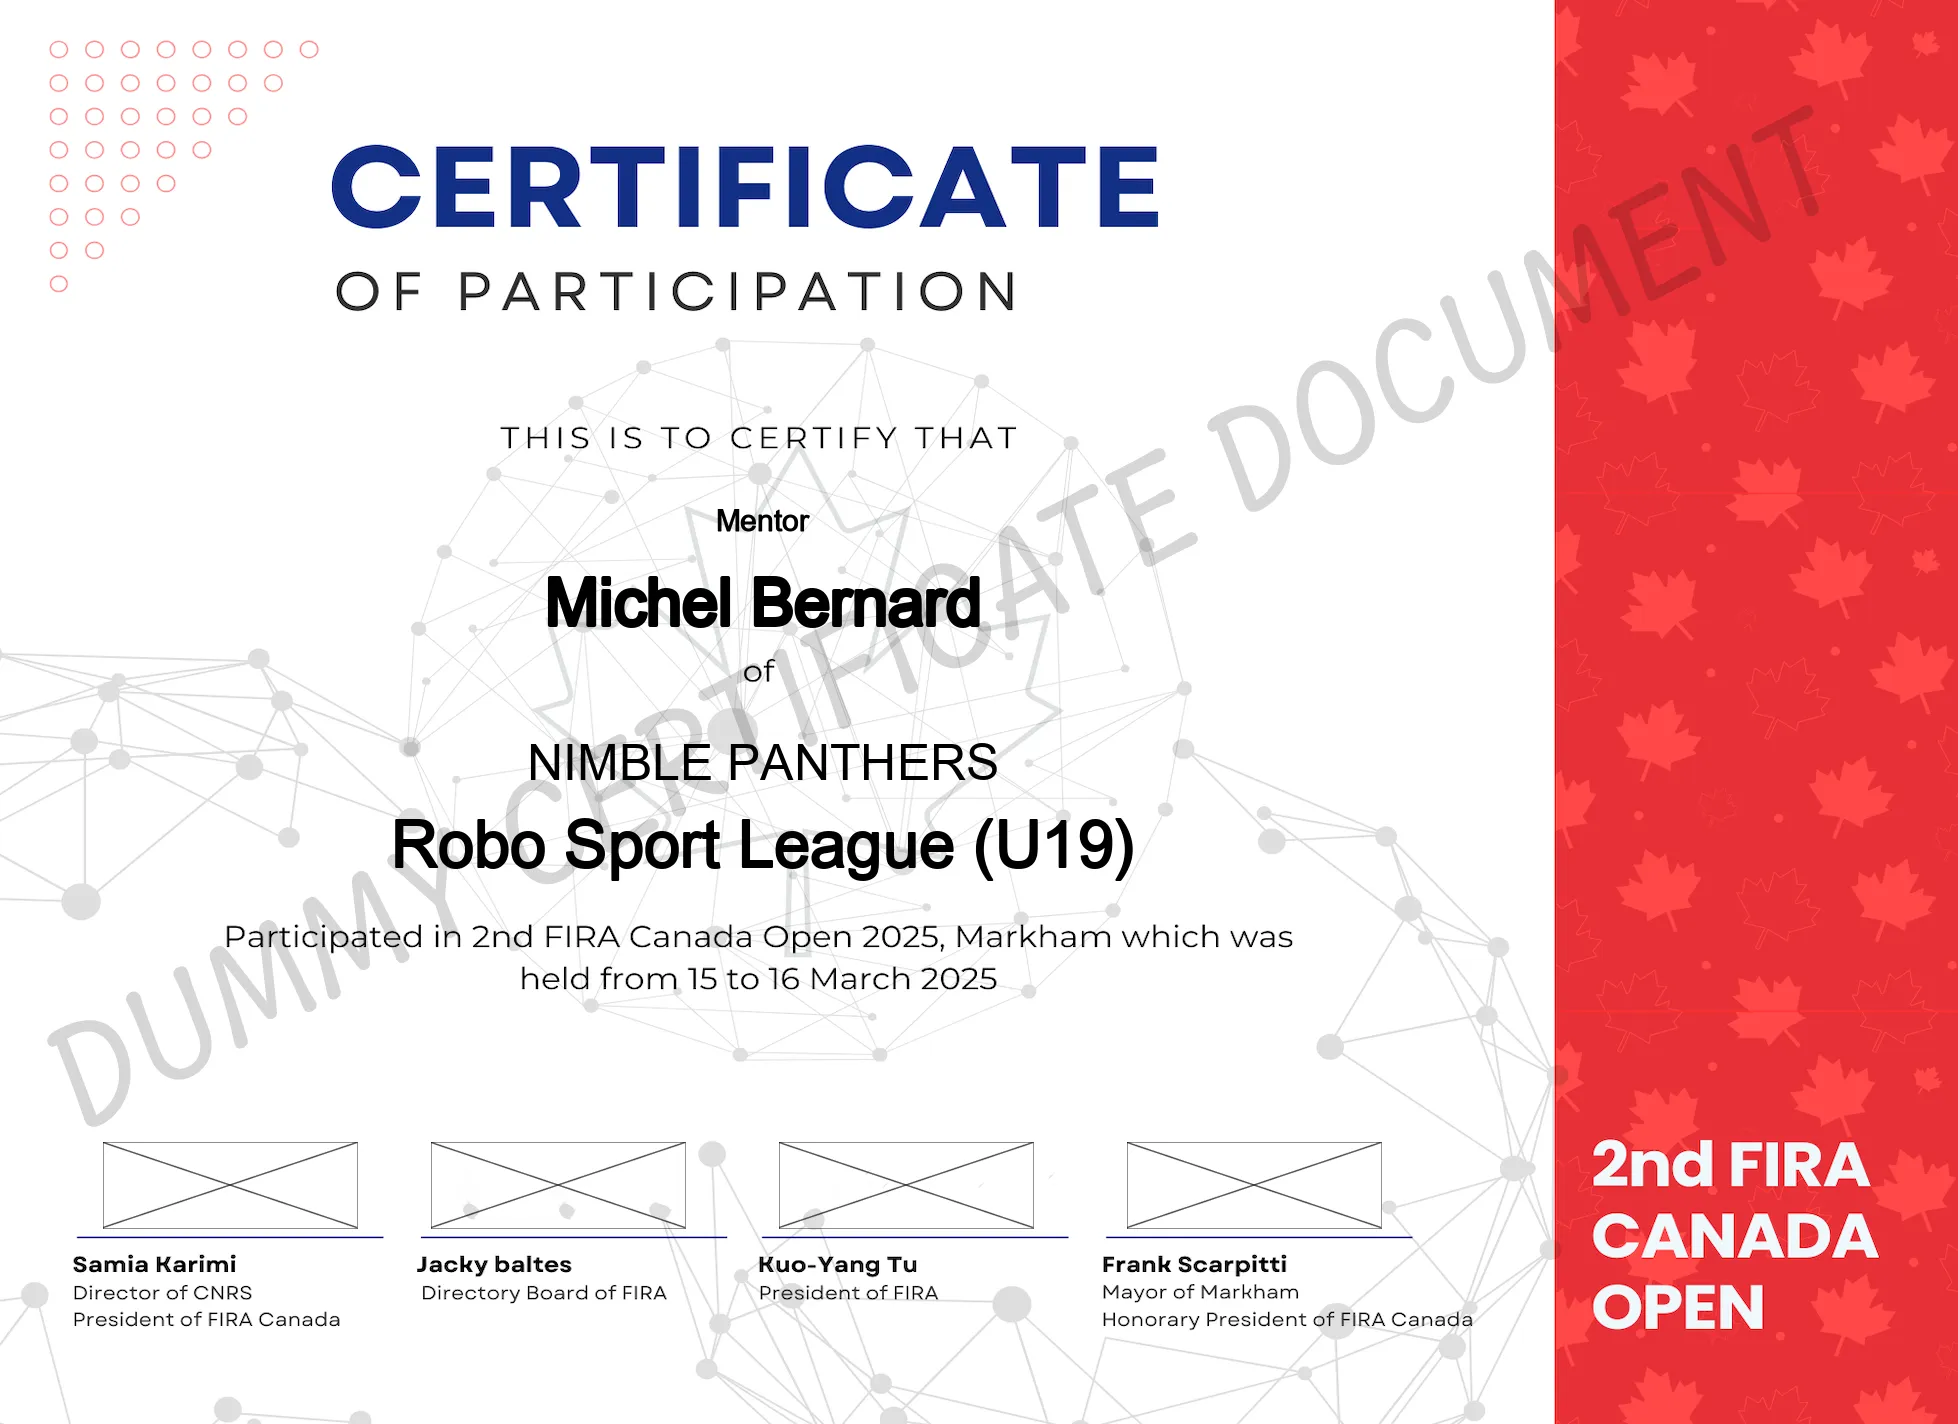 CERTIFICATE
OF PARTICIPATION
THIS IS TO CERTIFY THAT
Mentor
Michel Bernard
of
NIMBLE PANTHERS
Robo Sport League (U19)
Participated in 2nd FIRA Canada Open 2025, Markham which was
held from 15 to 16 March 2025
DUMMY CERTIFICATE DOCUMENT
Samia Karimi
Director of CNRS
President of FIRA Canada
Jacky baltes
Directory Board of FIRA
Kuo-Yang Tu
President of FIRA
Frank Scarpitti
Mayor of Markham
Honorary President of FIRA Canada
2nd FIRA
CANADA
OPEN